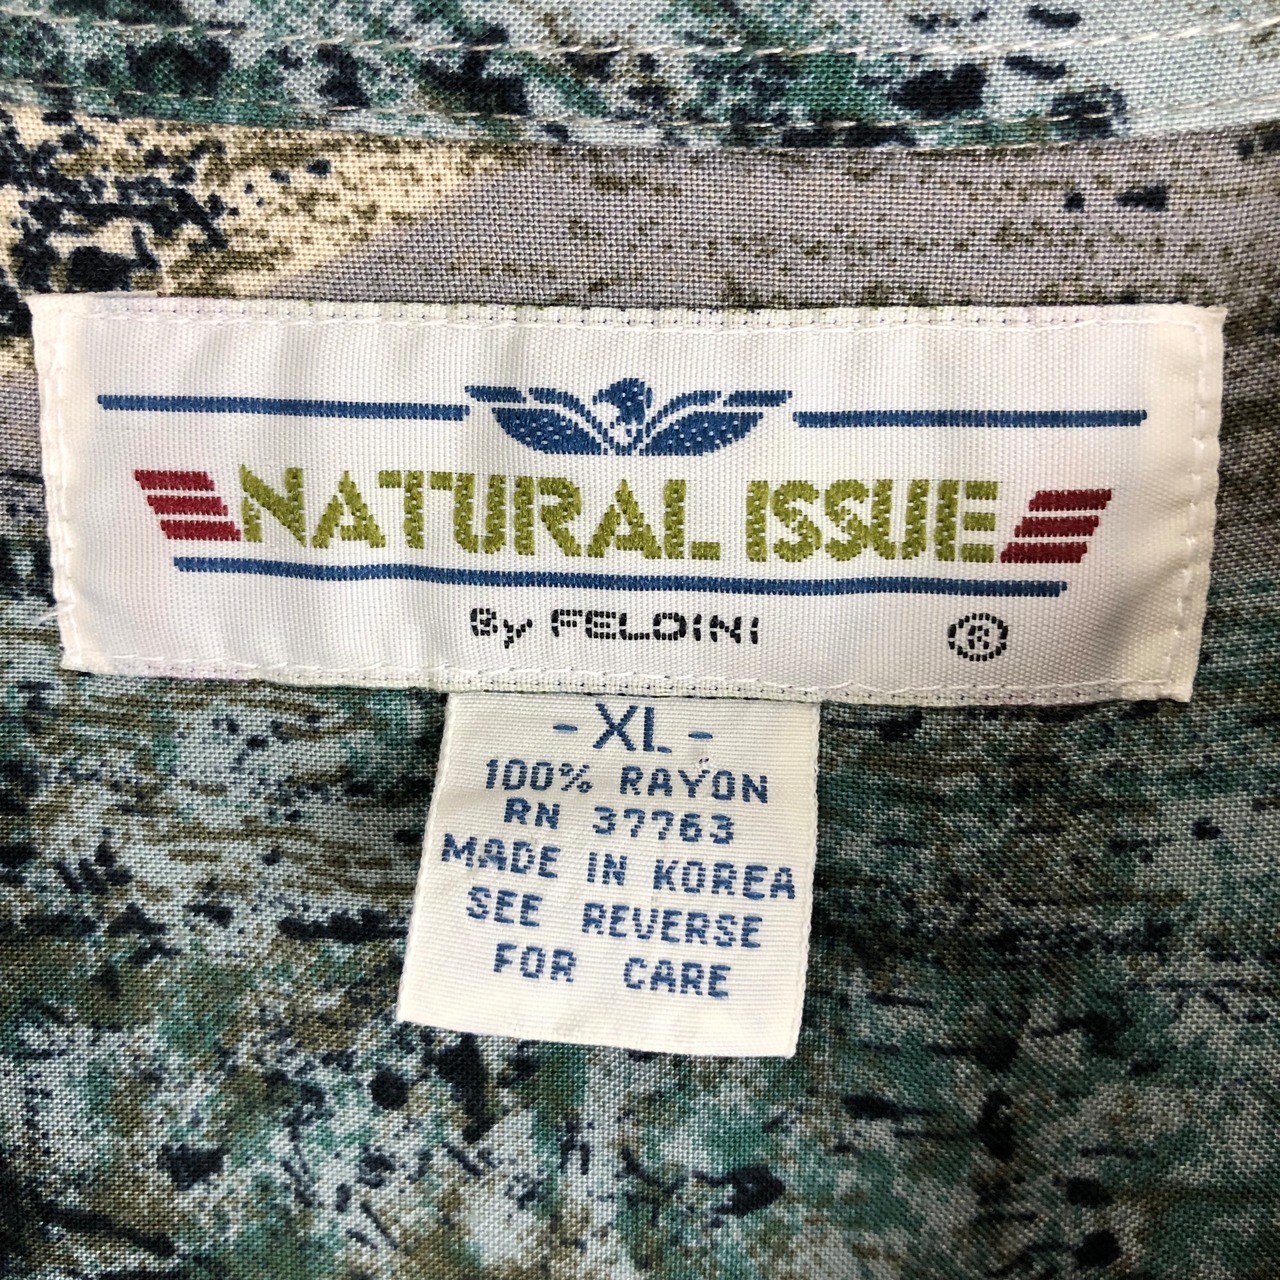 NATURAL ISSUE
By FELDINI ®
- XL -
100% RAYON
RN 37763
MADE IN KOREA
SEE REVERSE
FOR CARE